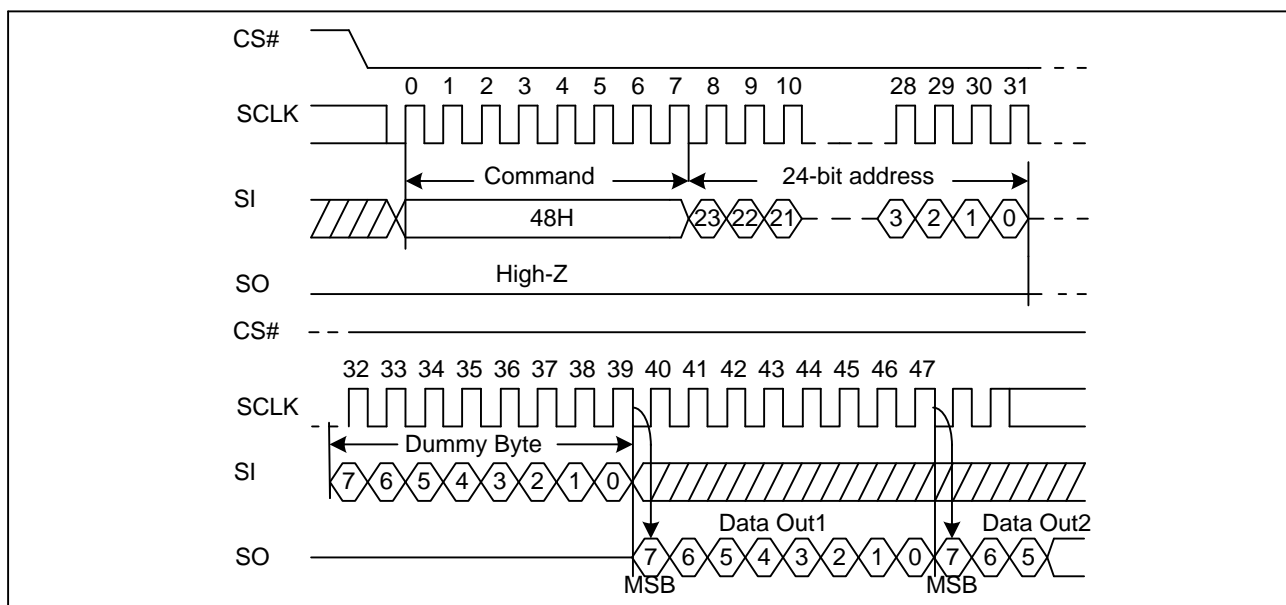 CS#
0 1 2 3 4 5 6 7 8 9 10 28 29 30 31
SCLK
Command 24-bit address
SI
48H 23 22 21 3 2 1 0
High-Z
SO
CS#
32 33 34 35 36 37 38 39 40 41 42 43 44 45 46 47
SCLK
Dummy Byte
SI
7 6 5 4 3 2 1 0
Data Out1 Data Out2
SO
7 6 5 4 3 2 1 0 7 6 5
MSB MSB